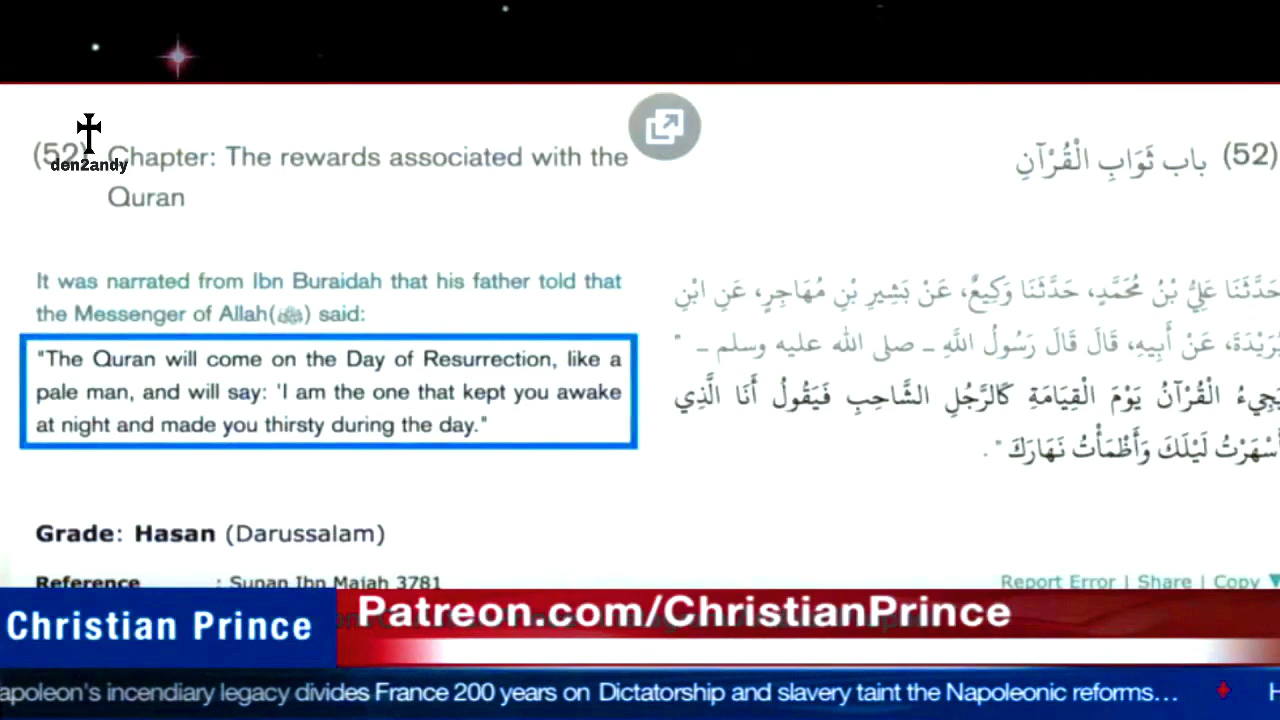 (52) Chapter: The rewards associated with the
Quran
den2andy
(52) باب ثَوَابِ الْقُرْآنِ
It was narrated from Ibn Buraidah that his father told that
the Messenger of Allah(ﷺ) said:
"The Quran will come on the Day of Resurrection, like a
pale man, and will say: 'I am the one that kept you awake
at night and made you thirsty during the day."
حَدَّثَنَا عَلِيُّ بْنُ مُحَمَّدٍ، حَدَّثَنَا وَكِيعٌ، عَنْ بَشِيرِ بْنِ مُهَاجِرٍ، عَنِ ابْنِ
بُرَيْدَةَ، عَنْ أَبِيهِ، قَالَ قَالَ رَسُولُ اللَّهِ ـ صلى الله عليه وسلم ـ "
يَجِيءُ الْقُرْآنُ يَوْمَ الْقِيَامَةِ كَالرَّجُلِ الشَّاحِبِ فَيَقُولُ أَنَا الَّذِي
أَسْهَرْتُ لَيْلَكَ وَأَظْمَأْتُ نَهَارَكَ " .
Grade: Hasan (Darussalam)
Reference : Sunan Ibn Majah 3781
Report Error | Share | Copy ▼
Christian Prince
Patreon.com/ChristianPrince
apoleon's incendiary legacy divides France 200 years on Dictatorship and slavery taint the Napoleonic reforms… H